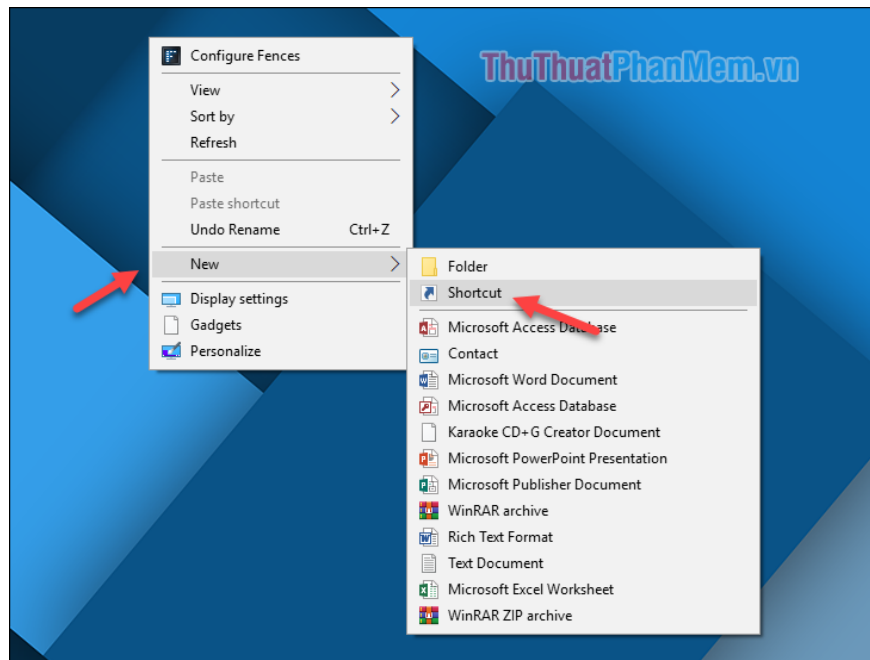 ThuThuatPhanMem.vn
Configure Fences
View
Sort by
Refresh
Paste
Paste shortcut
Undo Rename Ctrl+Z
New
Display settings
Gadgets
Personalize
Folder
Shortcut
Microsoft Access Database
Contact
Microsoft Word Document
Microsoft Access Database
Karaoke CD+G Creator Document
Microsoft PowerPoint Presentation
Microsoft Publisher Document
WinRAR archive
Rich Text Format
Text Document
Microsoft Excel Worksheet
WinRAR ZIP archive